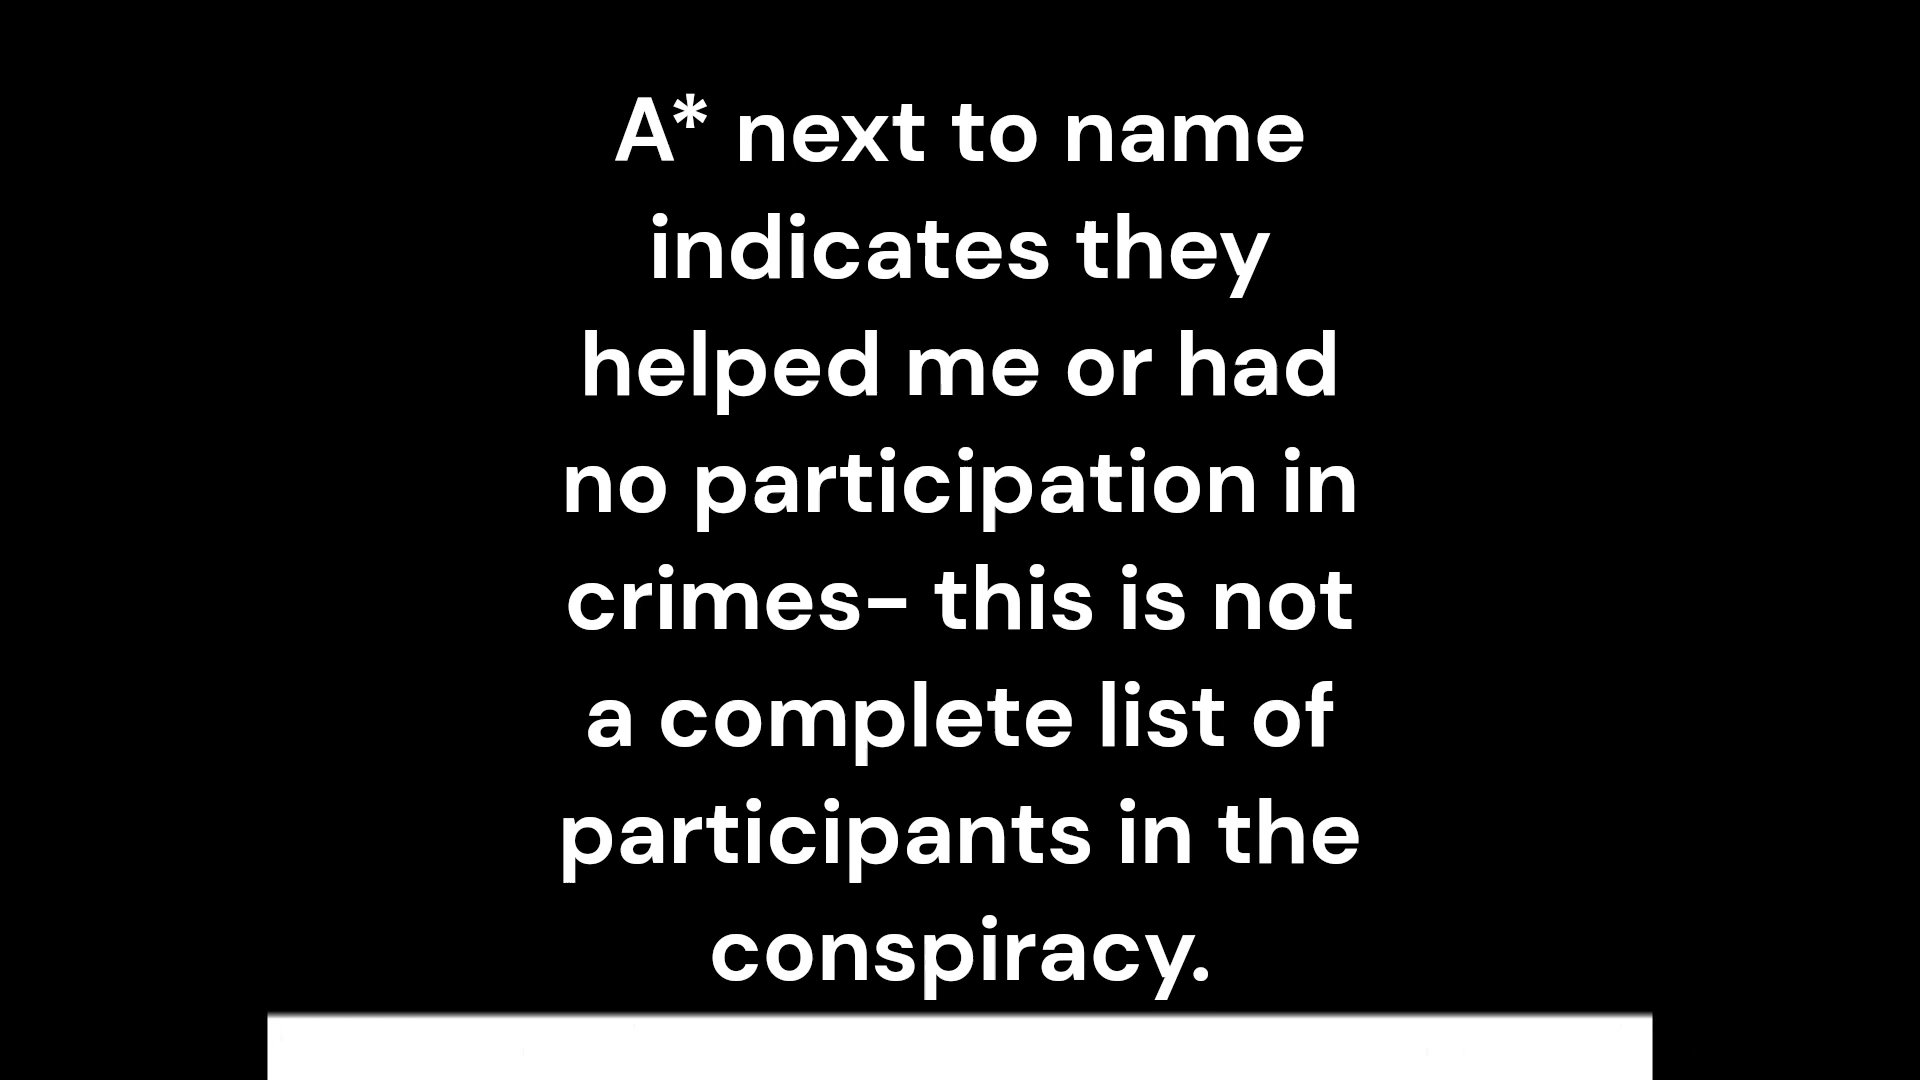 A* next to name
indicates they
helped me or had
no participation in
crimes– this is not
a complete list of
participants in the
conspiracy.